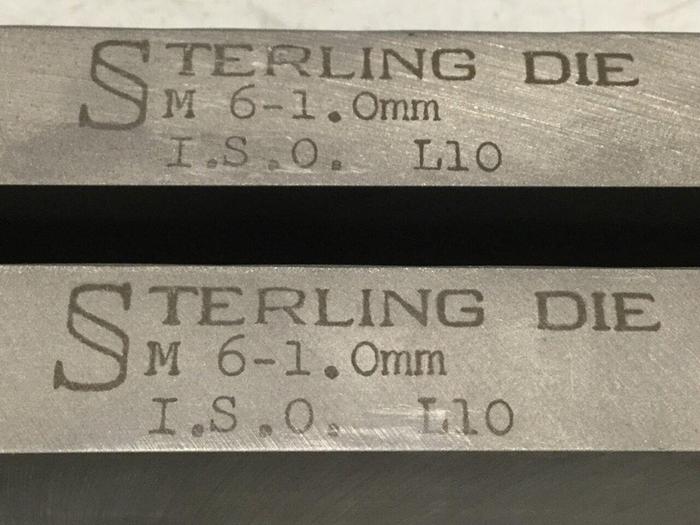 STERLING DIE
M 6-1.0mm
I.S.O. L10
STERLING DIE
M 6-1.0mm
I.S.O. L10